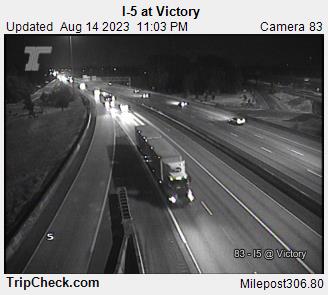 I-5 at Victory
Updated Aug 14 2023 11:03 PM Camera 83
T
S
83 - I5 @ Victory
TripCheck.com Milepost306.80